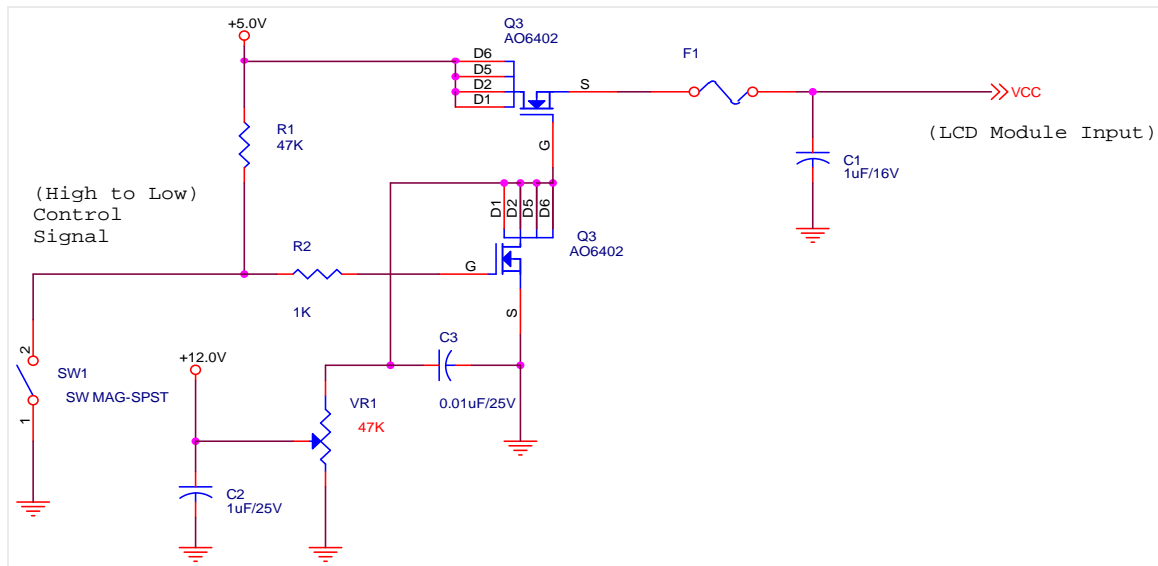 Q3
AO6402
+5.0V
D6
D5
D2
D1
S
G
F1
VCC
(LCD Module Input)
R1
47K
C1
1uF/16V
(High to Low)
Control
Signal
D1
D2
D5
D6
Q3
AO6402
R2
1K
G
S
C3
0.01uF/25V
+12.0V
2
SW1
SW MAG-SPST
1
VR1
47K
C2
1uF/25V